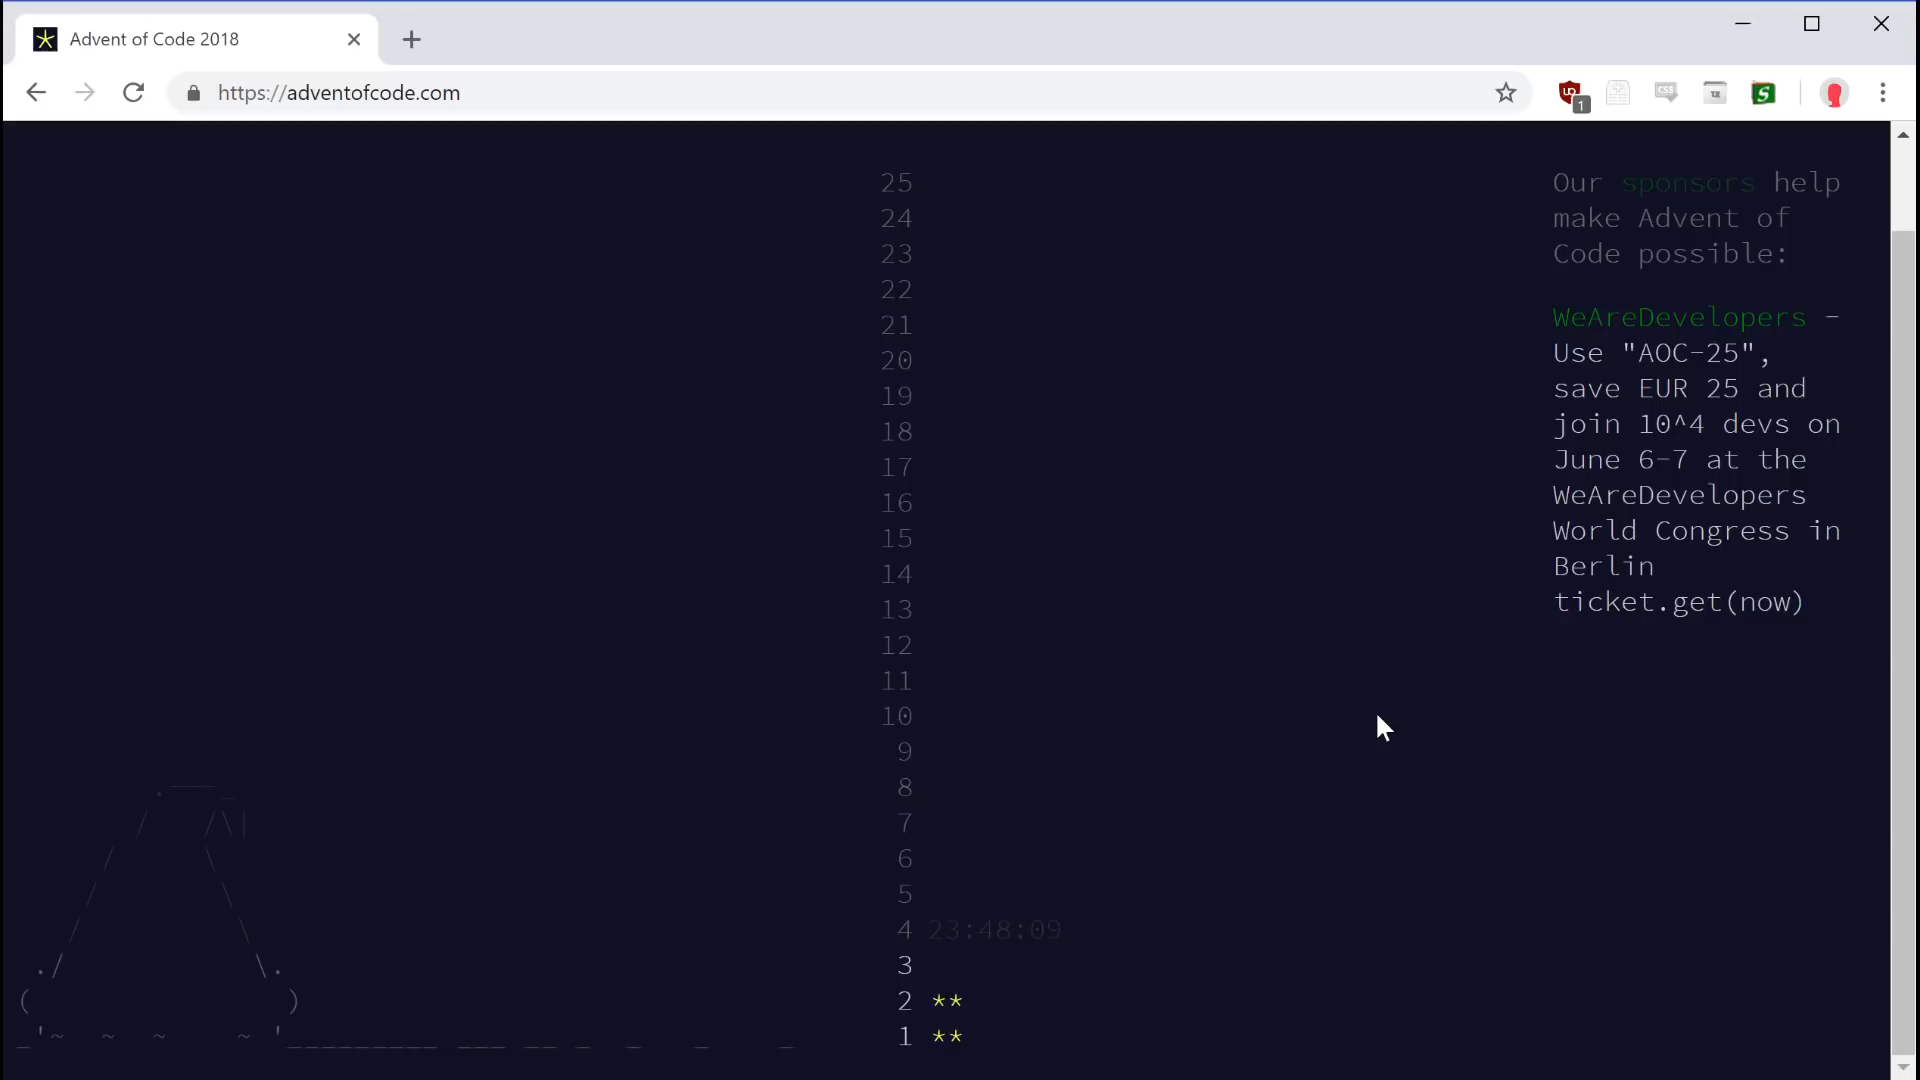 Advent of Code 2018
https://adventofcode.com
1
25
24
23
22
21
20
19
18
17
16
15
14
13
12
11
10
9
8
7
6
5
4 23:48:09
3
2 **
1 **
Our sponsors help
make Advent of
Code possible:
WeAreDevelopers -
Use "AOC-25",
save EUR 25 and
join 10^4 devs on
June 6-7 at the
WeAreDevelopers
World Congress in
Berlin
ticket.get(now)